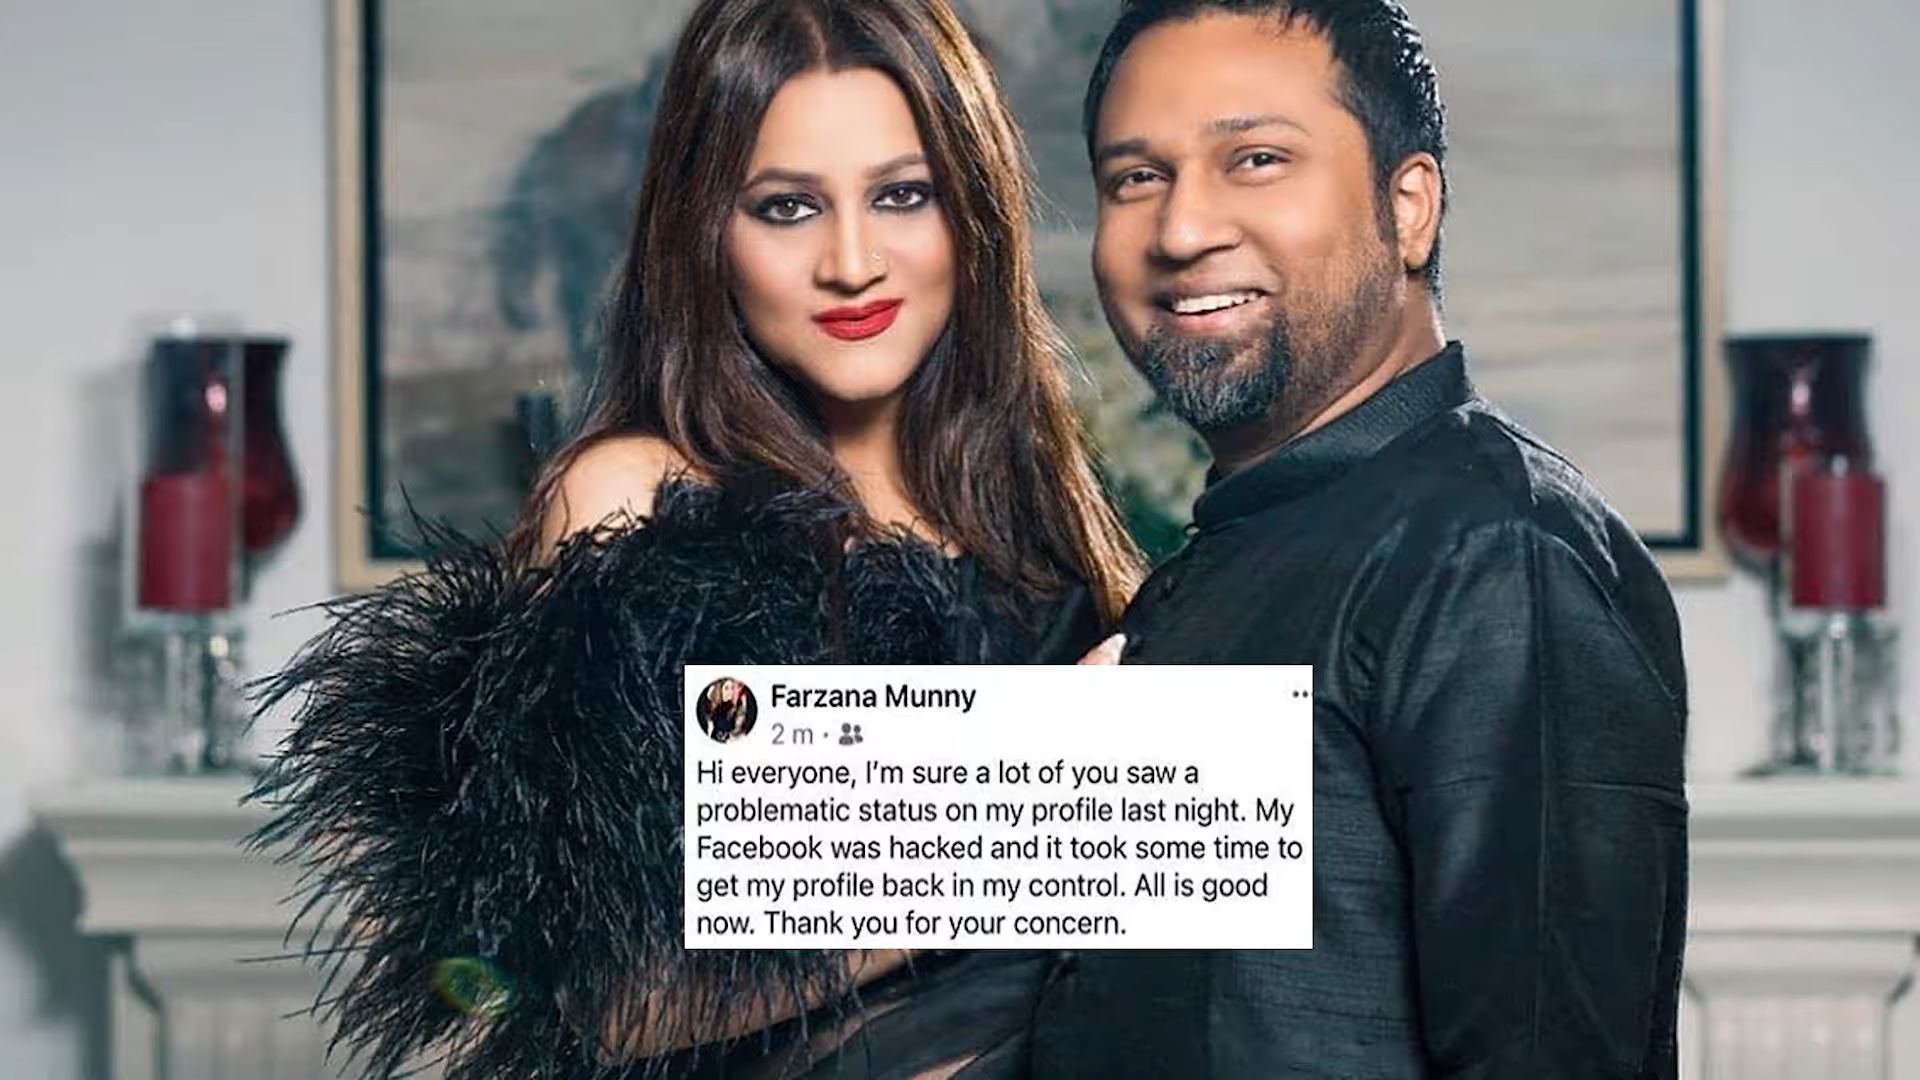 Farzana Munny
2 m ·
Hi everyone, I'm sure a lot of you saw a
problematic status on my profile last night. My
Facebook was hacked and it took some time to
get my profile back in my control. All is good
now. Thank you for your concern.